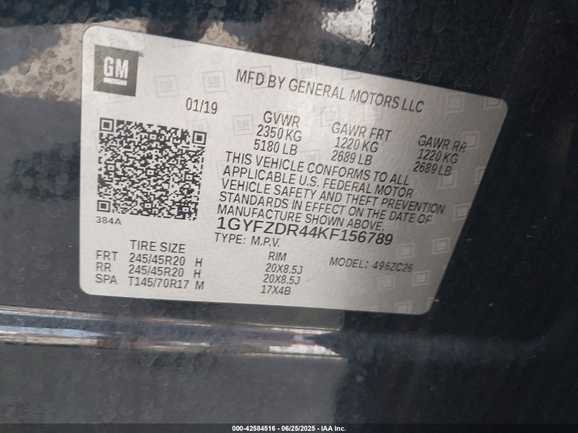 GM
MFD BY GENERAL MOTORS LLC
01/19
GVWR GAWR FRT GAWR RR
2350 KG 1220 KG 1220 KG
5180 LB 2689 LB 2689 LB
THIS VEHICLE CONFORMS TO ALL
APPLICABLE U.S. FEDERAL MOTOR
VEHICLE SAFETY AND THEFT PREVENTION
STANDARDS IN EFFECT ON THE DATE OF
MANUFACTURE SHOWN ABOVE.
384A
1GYFZDR44KF156789
TYPE: M.P.V. MODEL: 4962C26
TIRE SIZE RIM
FRT 245/45R20 H 20X8.5J
RR 245/45R20 H 20X8.5J
SPA T145/70R17 M 17X4B
000-42584516 - 06/25/2025 - IAA Inc.